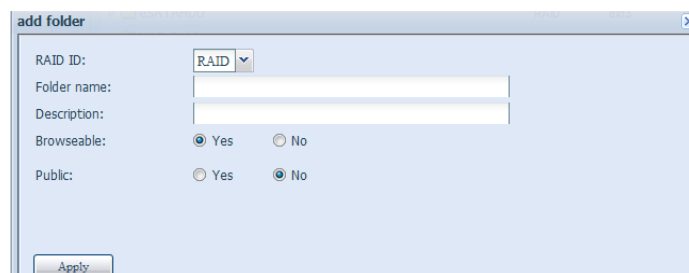 add folder
RAID ID: RAID
Folder name:
Description:
Browseable: Yes No
Public: Yes No
Apply